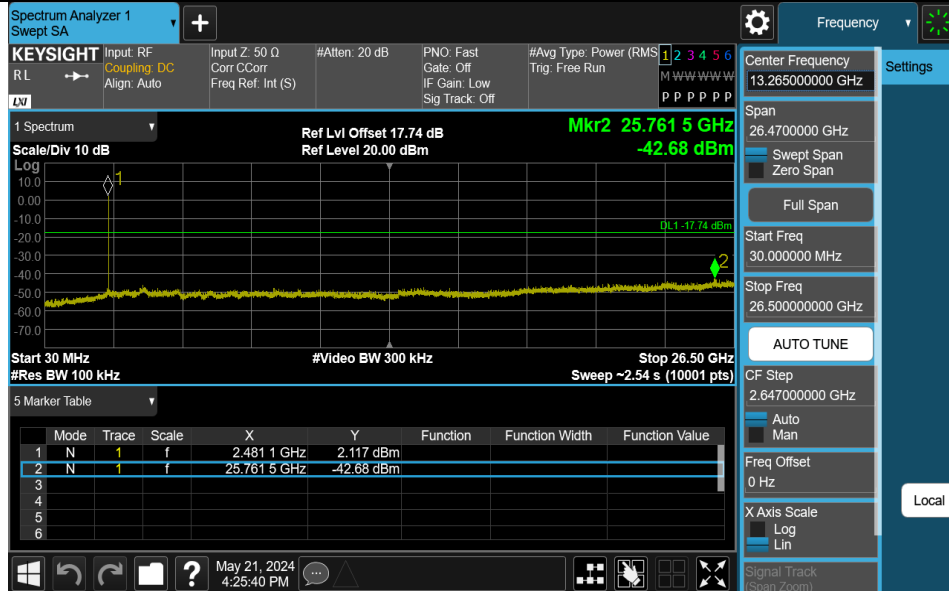 Spectrum Analyzer 1
Swept SA
+
Frequency
KEYSIGHT
RL
LXI
Input: RF
Coupling: DC
Align: Auto
Input Z: 50 Ω
Corr CCorr
Freq Ref: Int (S)
#Atten: 20 dB
PNO: Fast
Gate: Off
IF Gain: Low
Sig Track: Off
#Avg Type: Power (RMS
Trig: Free Run
1 2 3 4 5 6
M W W W W W
P P P P P P
1 Spectrum
Scale/Div 10 dB
Ref Lvl Offset 17.74 dB
Ref Level 20.00 dBm
Mkr2 25.761 5 GHz
-42.68 dBm
Log
10.0
0.00
-10.0
-20.0
-30.0
-40.0
-50.0
-60.0
-70.0
1
DL1 -17.74 dBm
2
Start 30 MHz
#Video BW 300 kHz
Stop 26.50 GHz
#Res BW 100 kHz
Sweep ~2.54 s (10001 pts)
5 Marker Table
Mode Trace Scale X Y Function Function Width Function Value
1 N 1 f 2.481 1 GHz 2.117 dBm
2 N 1 f 25.761 5 GHz -42.68 dBm
3
4
5
6
?
May 21, 2024
4:25:40 PM
Center Frequency
13.265000000 GHz
Settings
Span
26.4700000 GHz
Swept Span
Zero Span
Full Span
Start Freq
30.000000 MHz
Stop Freq
26.500000000 GHz
AUTO TUNE
CF Step
2.647000000 GHz
Auto
Man
Freq Offset
0 Hz
Local
X Axis Scale
Log
Lin
Signal Track
(Span Zoom)